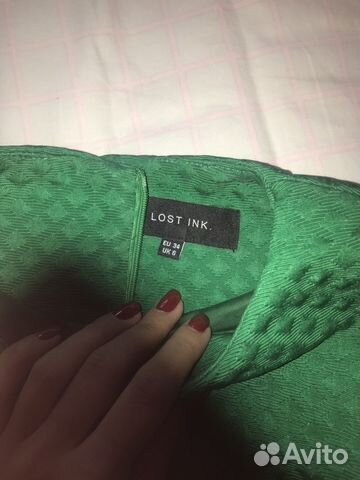 LOST INK.
EU 34
UK 6
Avito